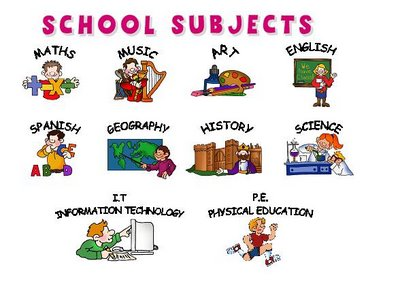 SCHOOL SUBJECTS
MATHS MUSIC ART ENGLISH
SPANISH GEOGRAPHY HISTORY SCIENCE
I.T P.E.
INFORMATION TECHNOLOGY PHYSICAL EDUCATION